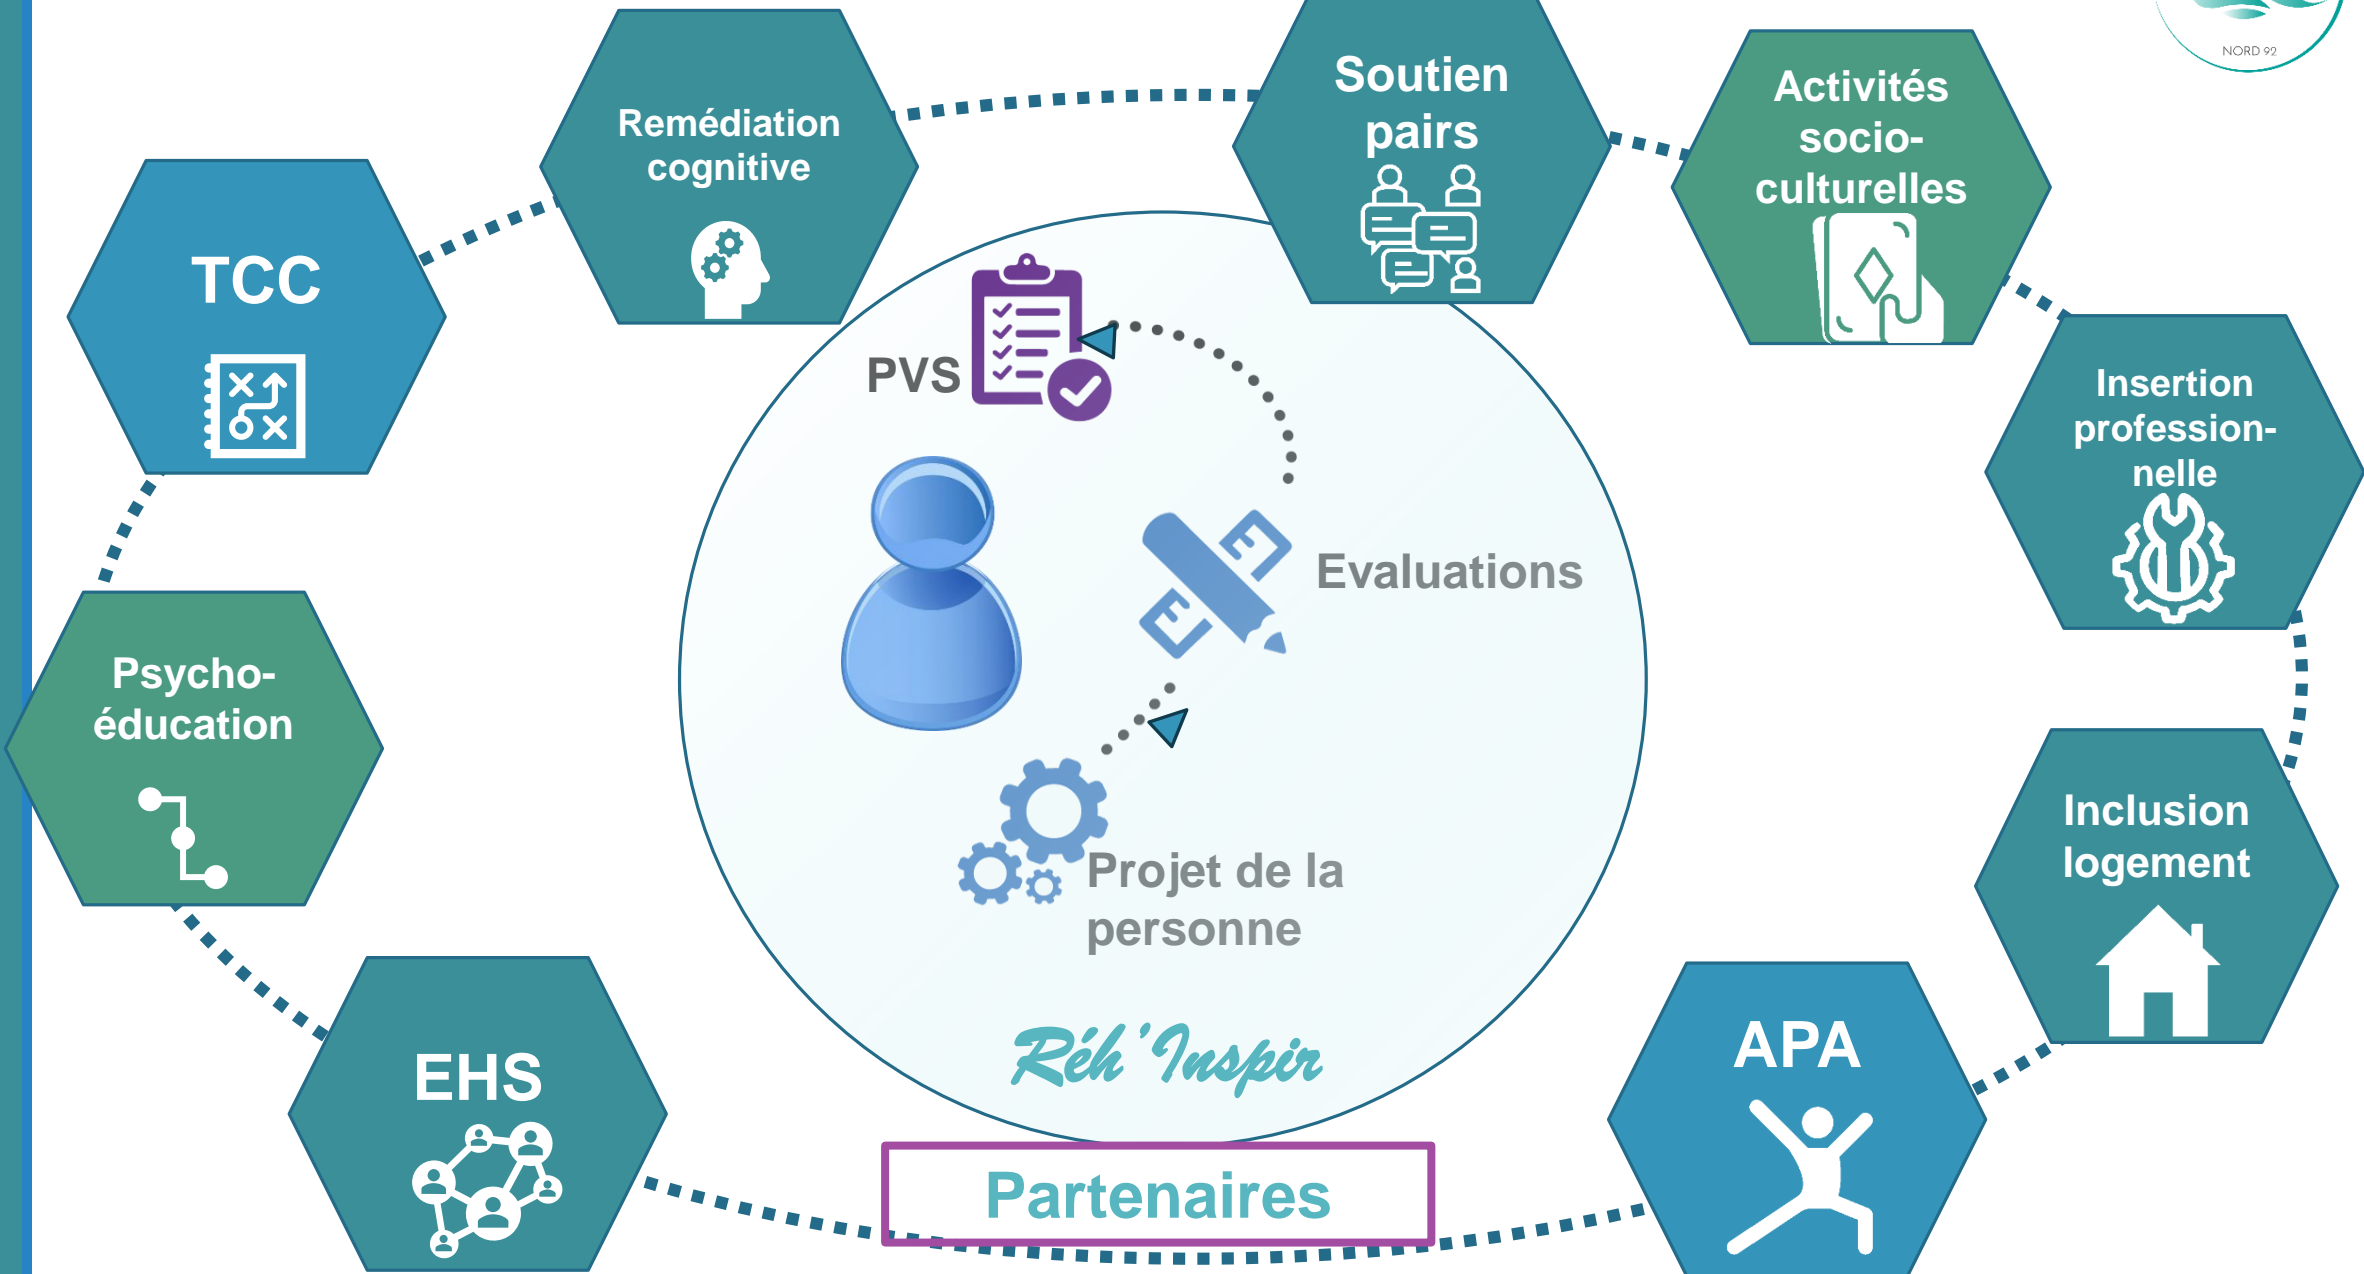 NORD 92
Soutien
pairs
Activités
socio-
culturelles
Remédiation
cognitive
TCC
Insertion
profession-
nelle
PVS
Evaluations
Psycho-
éducation
Inclusion
logement
Projet de la
personne
Réh'Inspir
APA
EHS
Partenaires